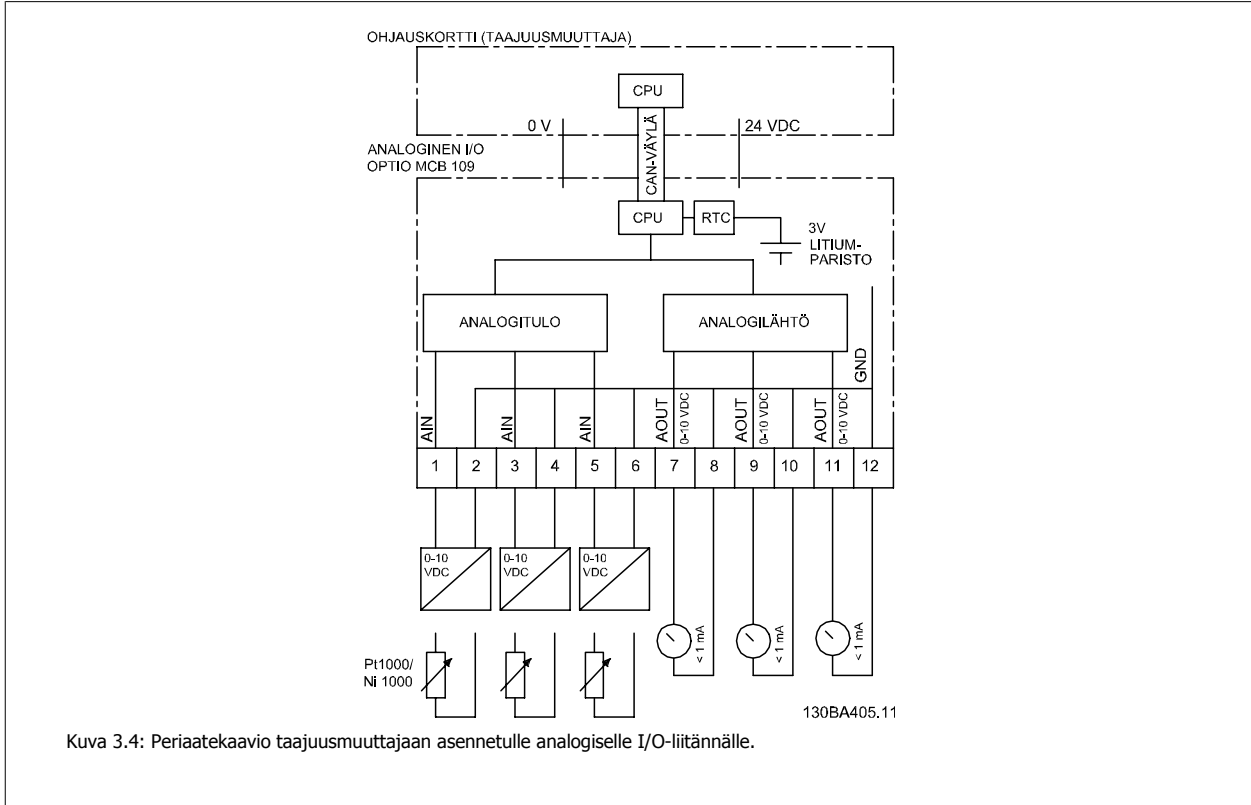 OHJAUSKORTTI (TAAJUUSMUUTTAJA)
CPU
0 V
24 VDC
CAN-VÄYLÄ
ANALOGINEN I/O
OPTIO MCB 109
CPU
RTC
3V
LITIUM-
PARISTO
ANALOGITULO
ANALOGILÄHTÖ
GND
AIN
AIN
AIN
AOUT
0-10 VDC
AOUT
0-10 VDC
AOUT
0-10 VDC
1 2 3 4 5 6 7 8 9 10 11 12
0-10
VDC
0-10
VDC
0-10
VDC
< 1 mA
< 1 mA
< 1 mA
Pt1000/
Ni 1000
130BA405.11
Kuva 3.4: Periaatekaavio taajuusmuuttajaan asennetulle analogiselle I/O-liitännälle.